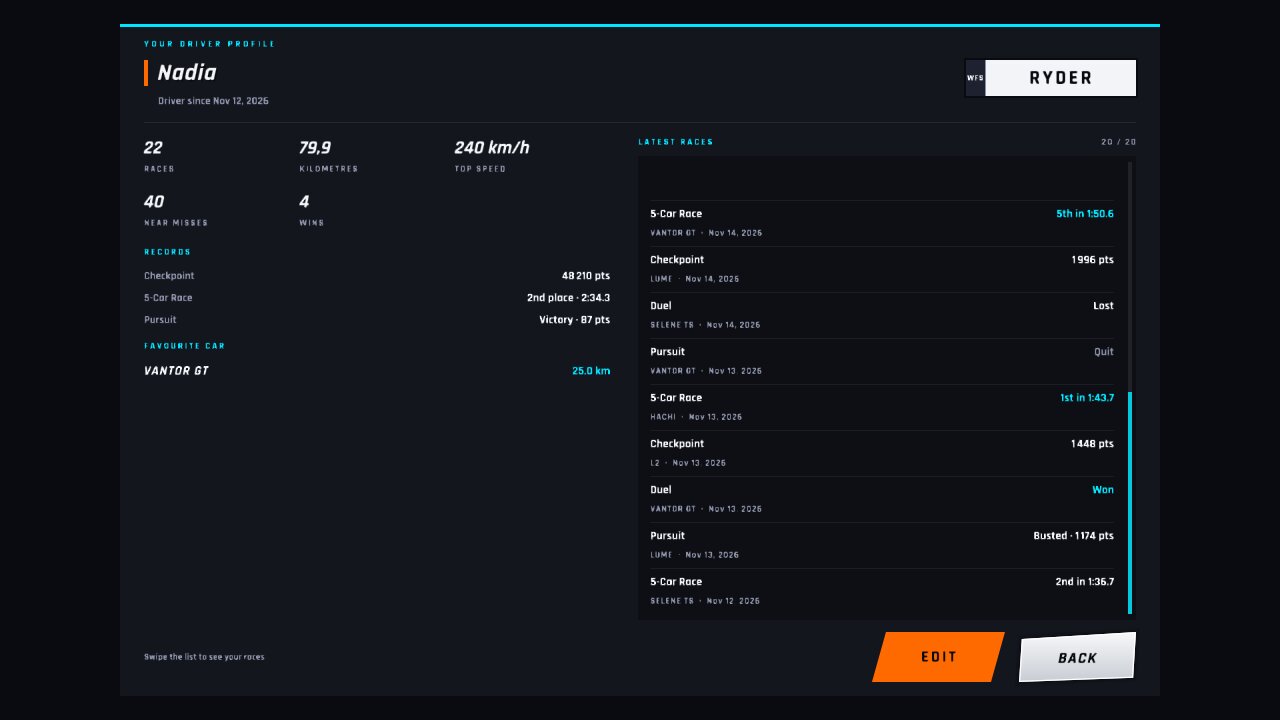 YOUR DRIVER PROFILE
Nadia
Driver since Nov 12, 2026
WFS RYDER
22 79,9 240 km/h
RACES KILOMETRES TOP SPEED
40 4
NEAR MISSES WINS
RECORDS
Checkpoint 48 210 pts
5-Car Race 2nd place · 2:34.3
Pursuit Victory · 87 pts
FAVOURITE CAR
VANTOR GT 25.0 km
LATEST RACES 20 / 20
5-Car Race 5th in 1:50.6
VANTOR GT · Nov 14, 2026
Checkpoint 1 996 pts
LUME · Nov 14, 2026
Duel Lost
SELENE TS · Nov 14, 2026
Pursuit Quit
VANTOR GT · Nov 13, 2026
5-Car Race 1st in 1:43.7
HACHI · Nov 13, 2026
Checkpoint 1 448 pts
L2 · Nov 13, 2026
Duel Won
VANTOR GT · Nov 13, 2026
Pursuit Busted · 1 174 pts
LUME · Nov 13, 2026
5-Car Race 2nd in 1:36.7
SELENE TS · Nov 12, 2026
Swipe the list to see your races
EDIT
BACK